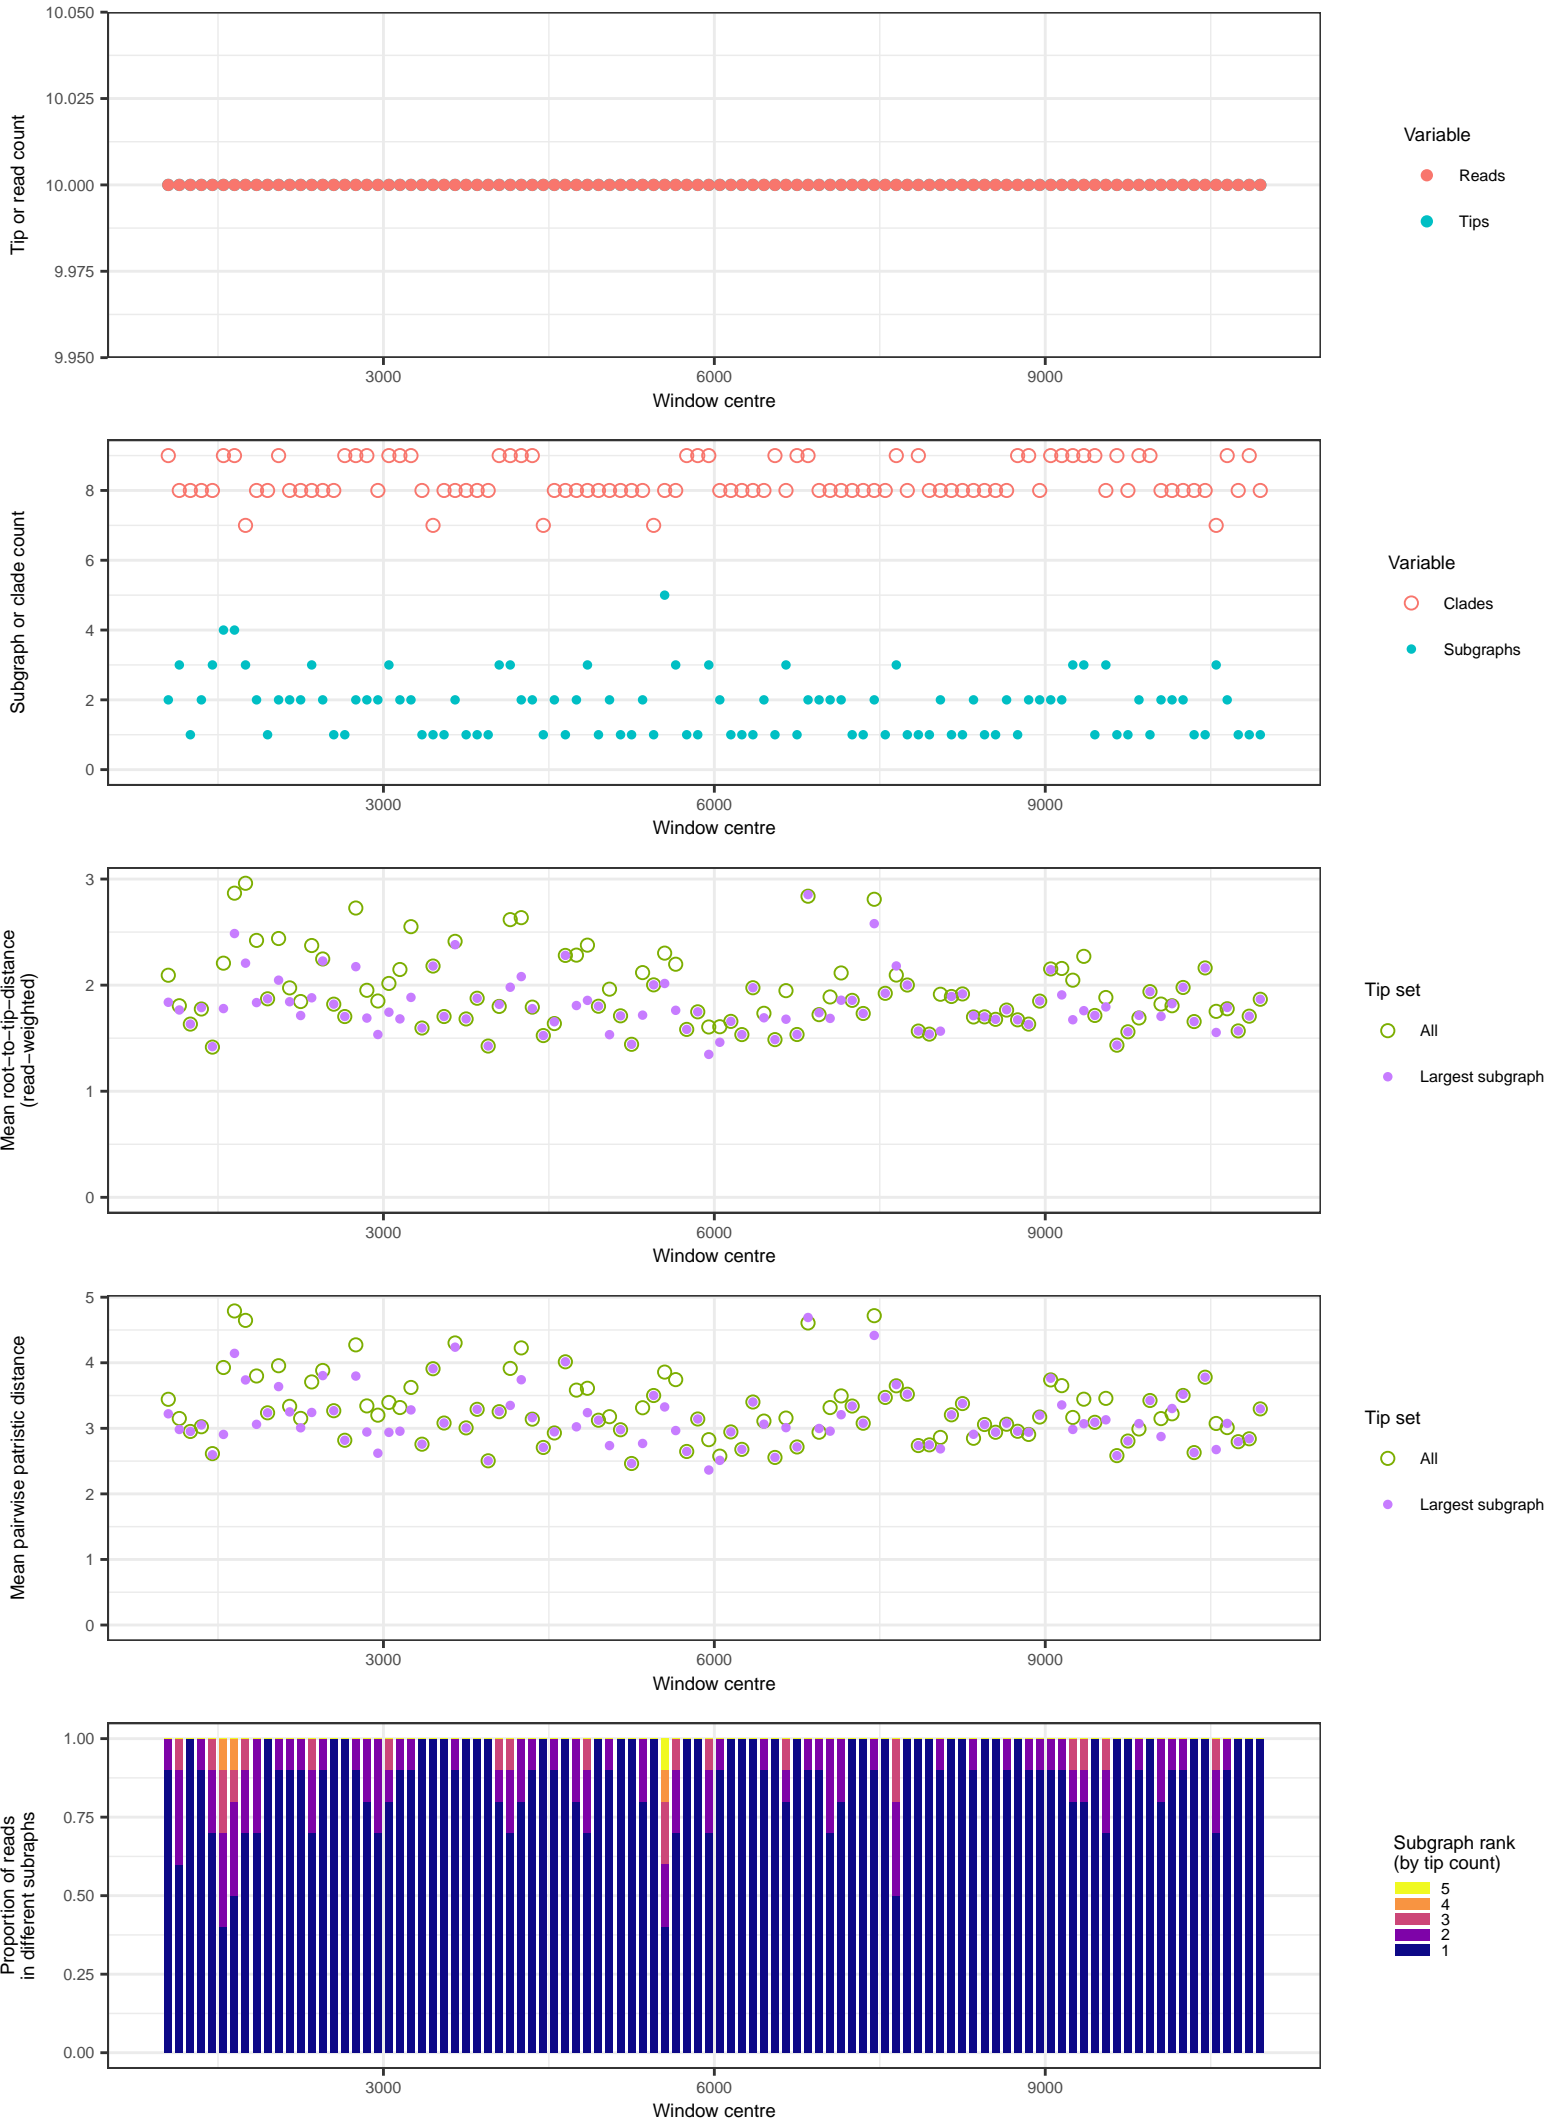 10.050
10.025
10.000
9.975
9.950
Tip or read count
3000 6000 9000
Window centre
Variable
Reads
Tips
8
6
4
2
0
Subgraph or clade count
3000 6000 9000
Window centre
Variable
Clades
Subgraphs
3
2
1
0
Mean root−to−tip−distance
(read−weighted)
3000 6000 9000
Window centre
Tip set
All
Largest subgraph
5
4
3
2
1
0
Mean pairwise patristic distance
3000 6000 9000
Window centre
Tip set
All
Largest subgraph
1.00
0.75
0.50
0.25
0.00
Proportion of reads
in different subraphs
3000 6000 9000
Window centre
Subgraph rank
(by tip count)
5
4
3
2
1